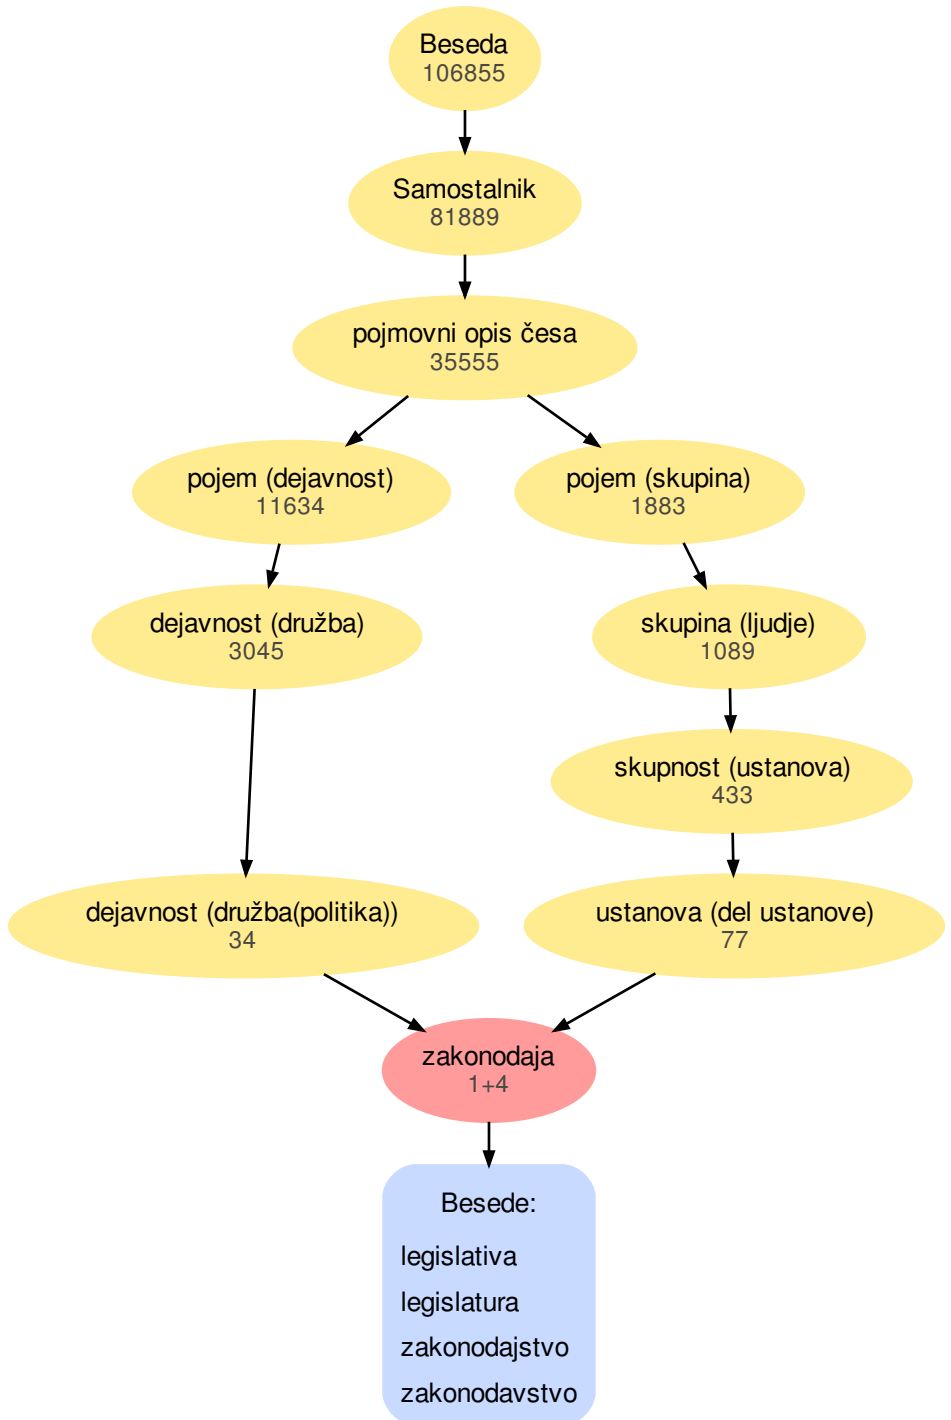 Beseda
106855
Samostalnik
81889
pojmovni opis česa
35555
pojem (dejavnost)
11634
pojem (skupina)
1883
dejavnost (družba)
3045
skupina (ljudje)
1089
skupnost (ustanova)
433
dejavnost (družba(politika))
34
ustanova (del ustanove)
77
zakonodaja
1+4
Besede:
legislativa
legislatura
zakonodajstvo
zakonodavstvo